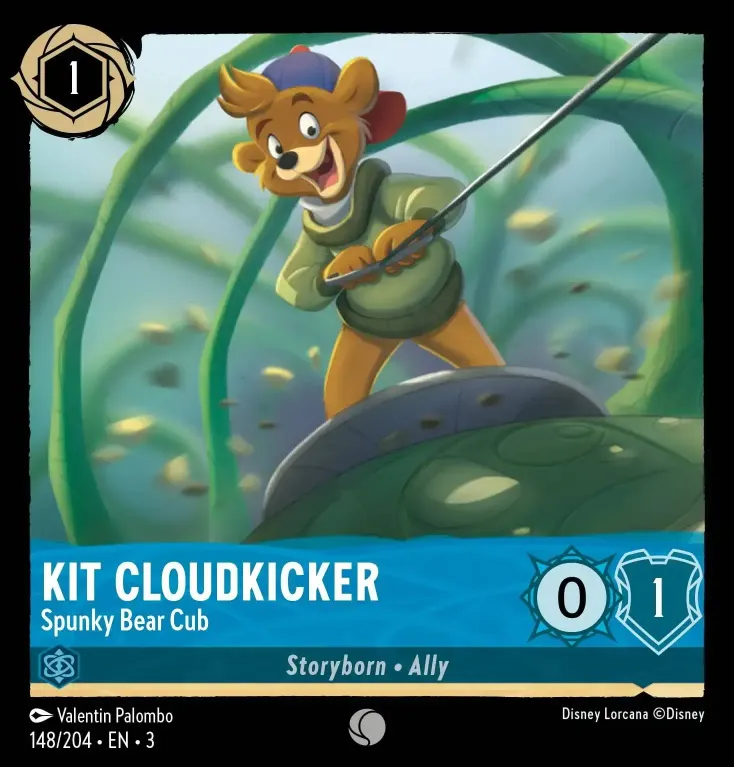 1
KIT CLOUDKICKER
Spunky Bear Cub
0
1
Storyborn • Ally
Valentin Palombo
Disney Lorcana ©Disney
148/204 • EN • 3